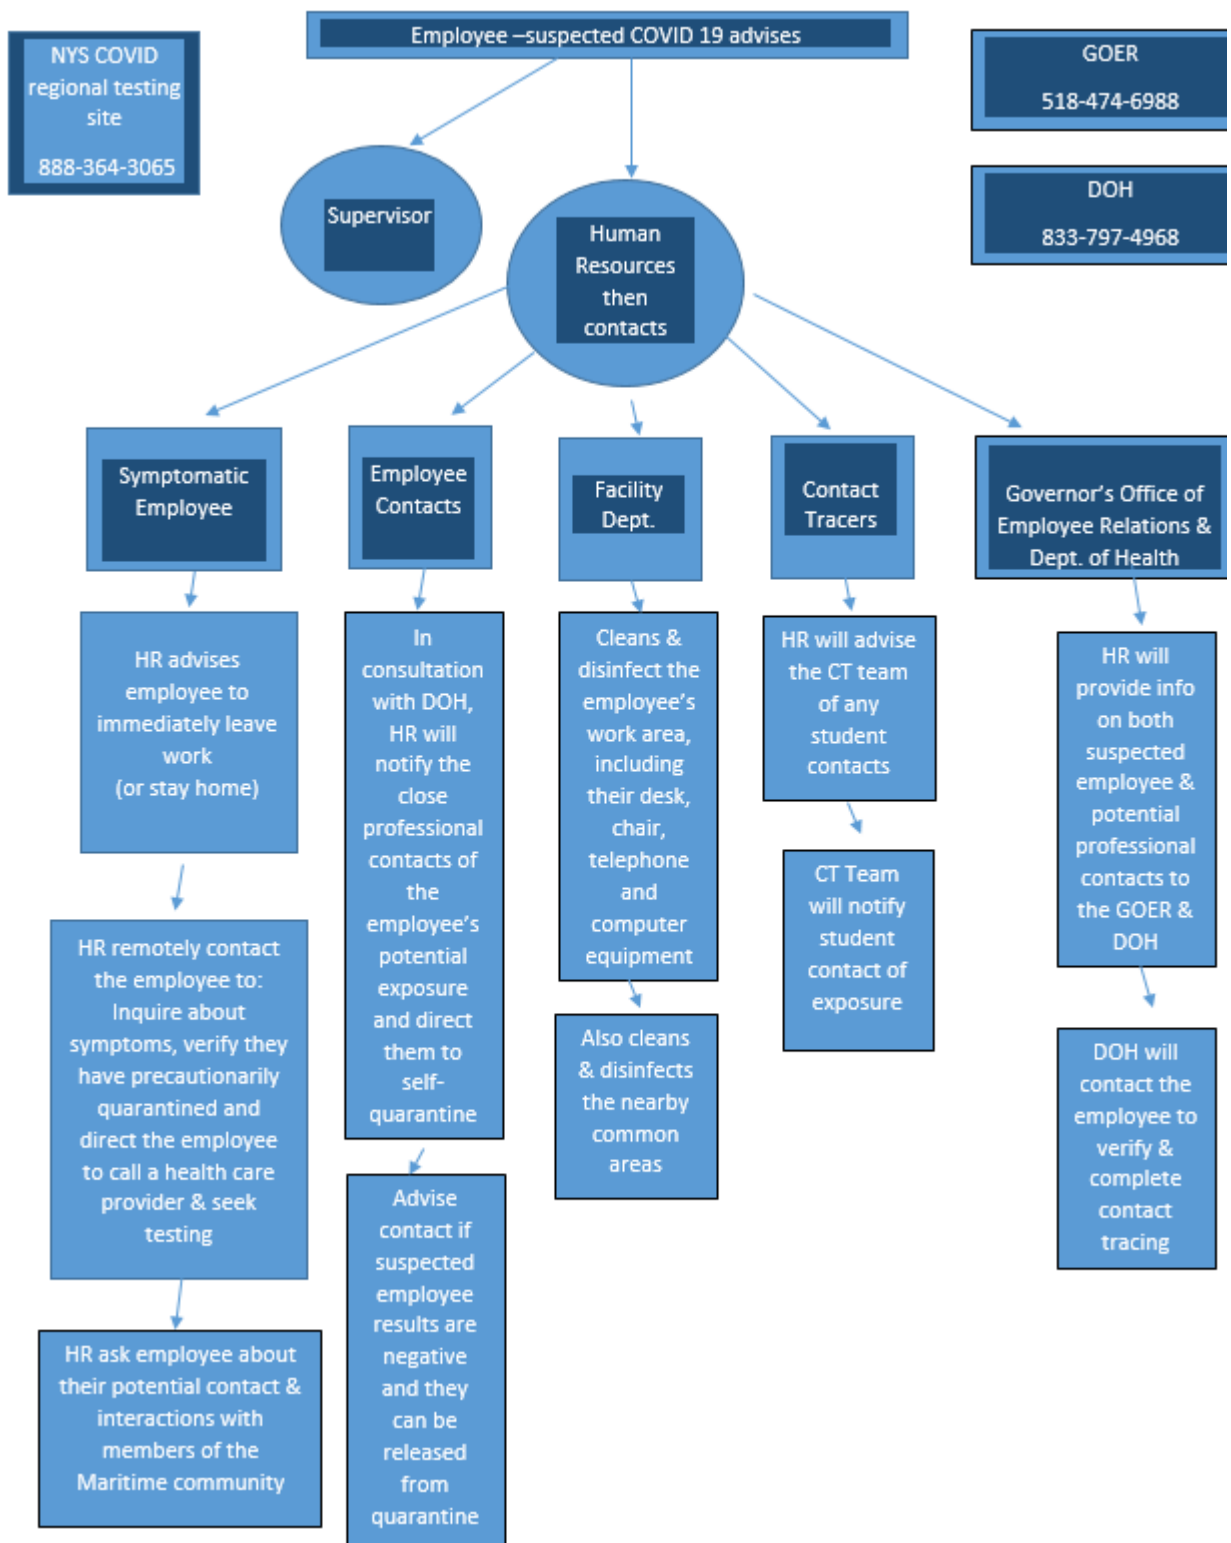 Employee –suspected COVID 19 advises
NYS COVID
regional testing
site
888-364-3065
GOER
518-474-6988
DOH
833-797-4968
Supervisor
Human
Resources
then
contacts
Symptomatic
Employee
HR advises
employee to
immediately leave
work
(or stay home)
HR remotely contact
the employee to:
Inquire about
symptoms, verify they
have precautionarily
quarantined and
direct the employee
to call a health care
provider & seek
testing
HR ask employee about
their potential contact &
interactions with
members of the
Maritime community
Employee
Contacts
In
consultation
with DOH,
HR will
notify the
close
professional
contacts of
the
employee’s
potential
exposure
and direct
them to
self-
quarantine
Advise
contact if
suspected
employee
results are
negative
and they
can be
released
from
quarantine
Facility
Dept.
Cleans &
disinfect the
employee’s
work area,
including
their desk,
chair,
telephone
and
computer
equipment
Also cleans
& disinfects
the nearby
common
areas
Contact
Tracers
HR will advise
the CT team
of any
student
contacts
CT Team
will notify
student
contact of
exposure
Governor’s Office of
Employee Relations &
Dept. of Health
HR will
provide info
on both
suspected
employee &
potential
professional
contacts to
the GOER &
DOH
DOH will
contact the
employee to
verify &
complete
contact
tracing